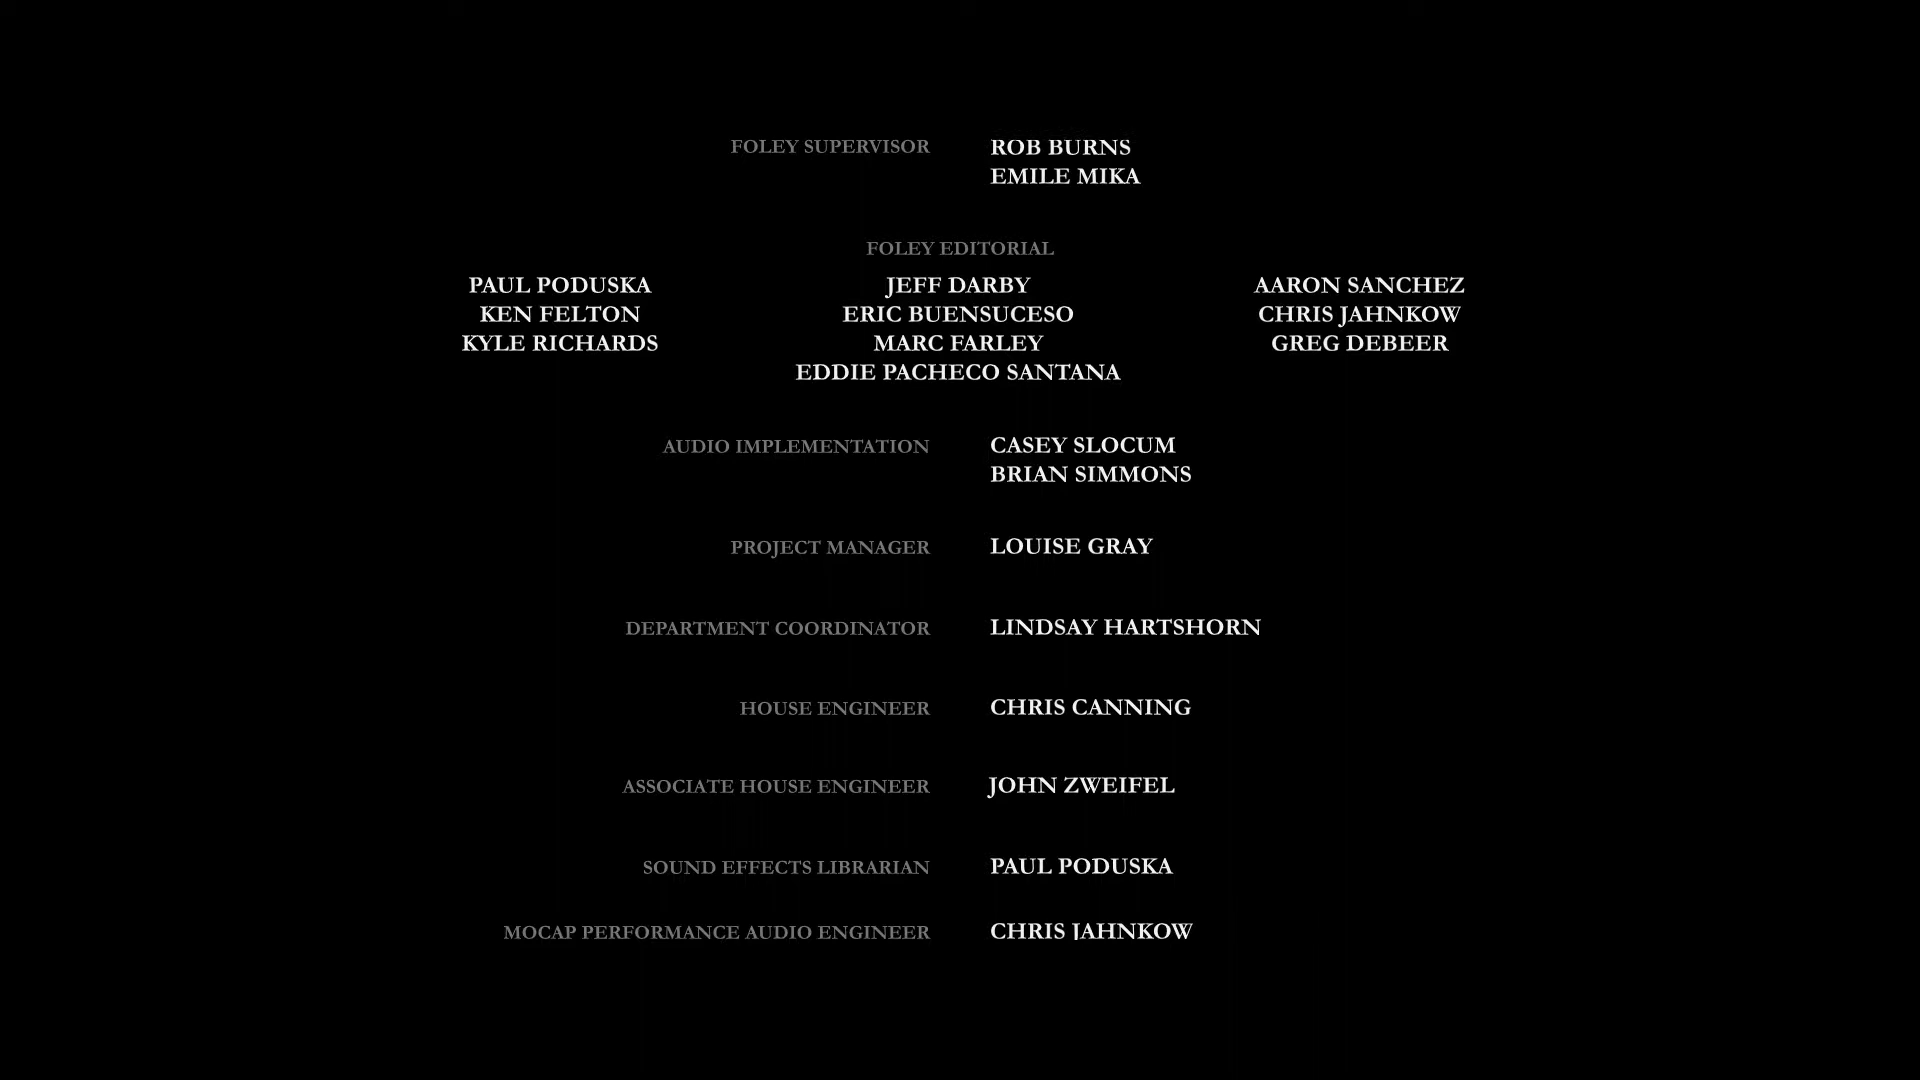 FOLEY SUPERVISOR ROB BURNS
EMILE MIKA
FOLEY EDITORIAL
PAUL PODUSKA JEFF DARBY AARON SANCHEZ
KEN FELTON ERIC BUENSUCESO CHRIS JAHNKOW
KYLE RICHARDS MARC FARLEY GREG DEBEER
EDDIE PACHECO SANTANA
AUDIO IMPLEMENTATION CASEY SLOCUM
BRIAN SIMMONS
PROJECT MANAGER LOUISE GRAY
DEPARTMENT COORDINATOR LINDSAY HARTSHORN
HOUSE ENGINEER CHRIS CANNING
ASSOCIATE HOUSE ENGINEER JOHN ZWEIFEL
SOUND EFFECTS LIBRARIAN PAUL PODUSKA
MOCAP PERFORMANCE AUDIO ENGINEER CHRIS JAHNKOW